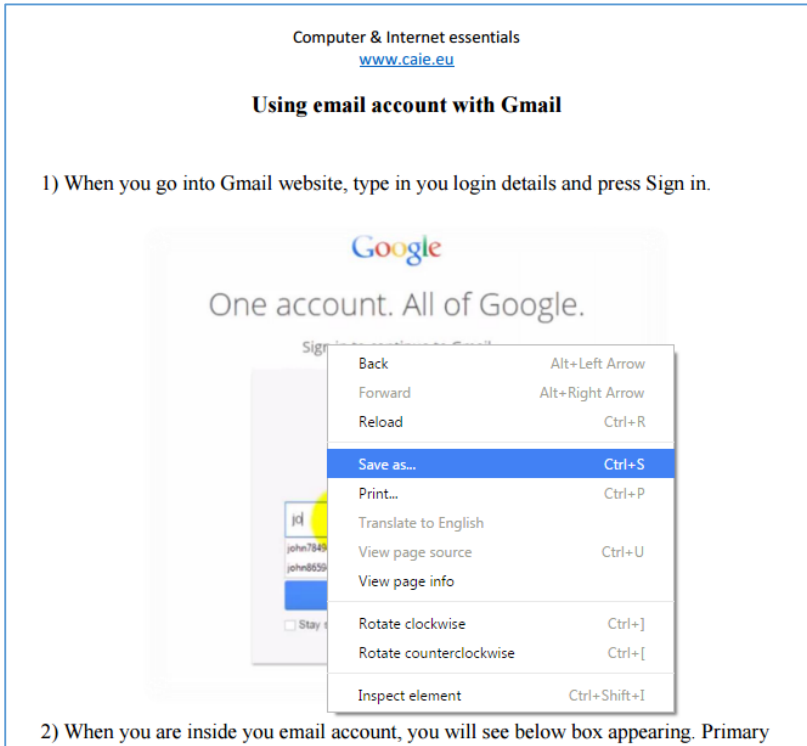 Computer & Internet essentials
www.caie.eu
Using email account with Gmail
1) When you go into Gmail website, type in you login details and press Sign in.
Google
One account. All of Google.
Back Alt+Left Arrow
Forward Alt+Right Arrow
Reload Ctrl+R
Save as... Ctrl+S
Print... Ctrl+P
Translate to English
View page source Ctrl+U
View page info
Rotate clockwise Ctrl+]
Rotate counterclockwise Ctrl+[
Inspect element Ctrl+Shift+I
jo
john7849
john865
Stay
2) When you are inside you email account, you will see below box appearing. Primary